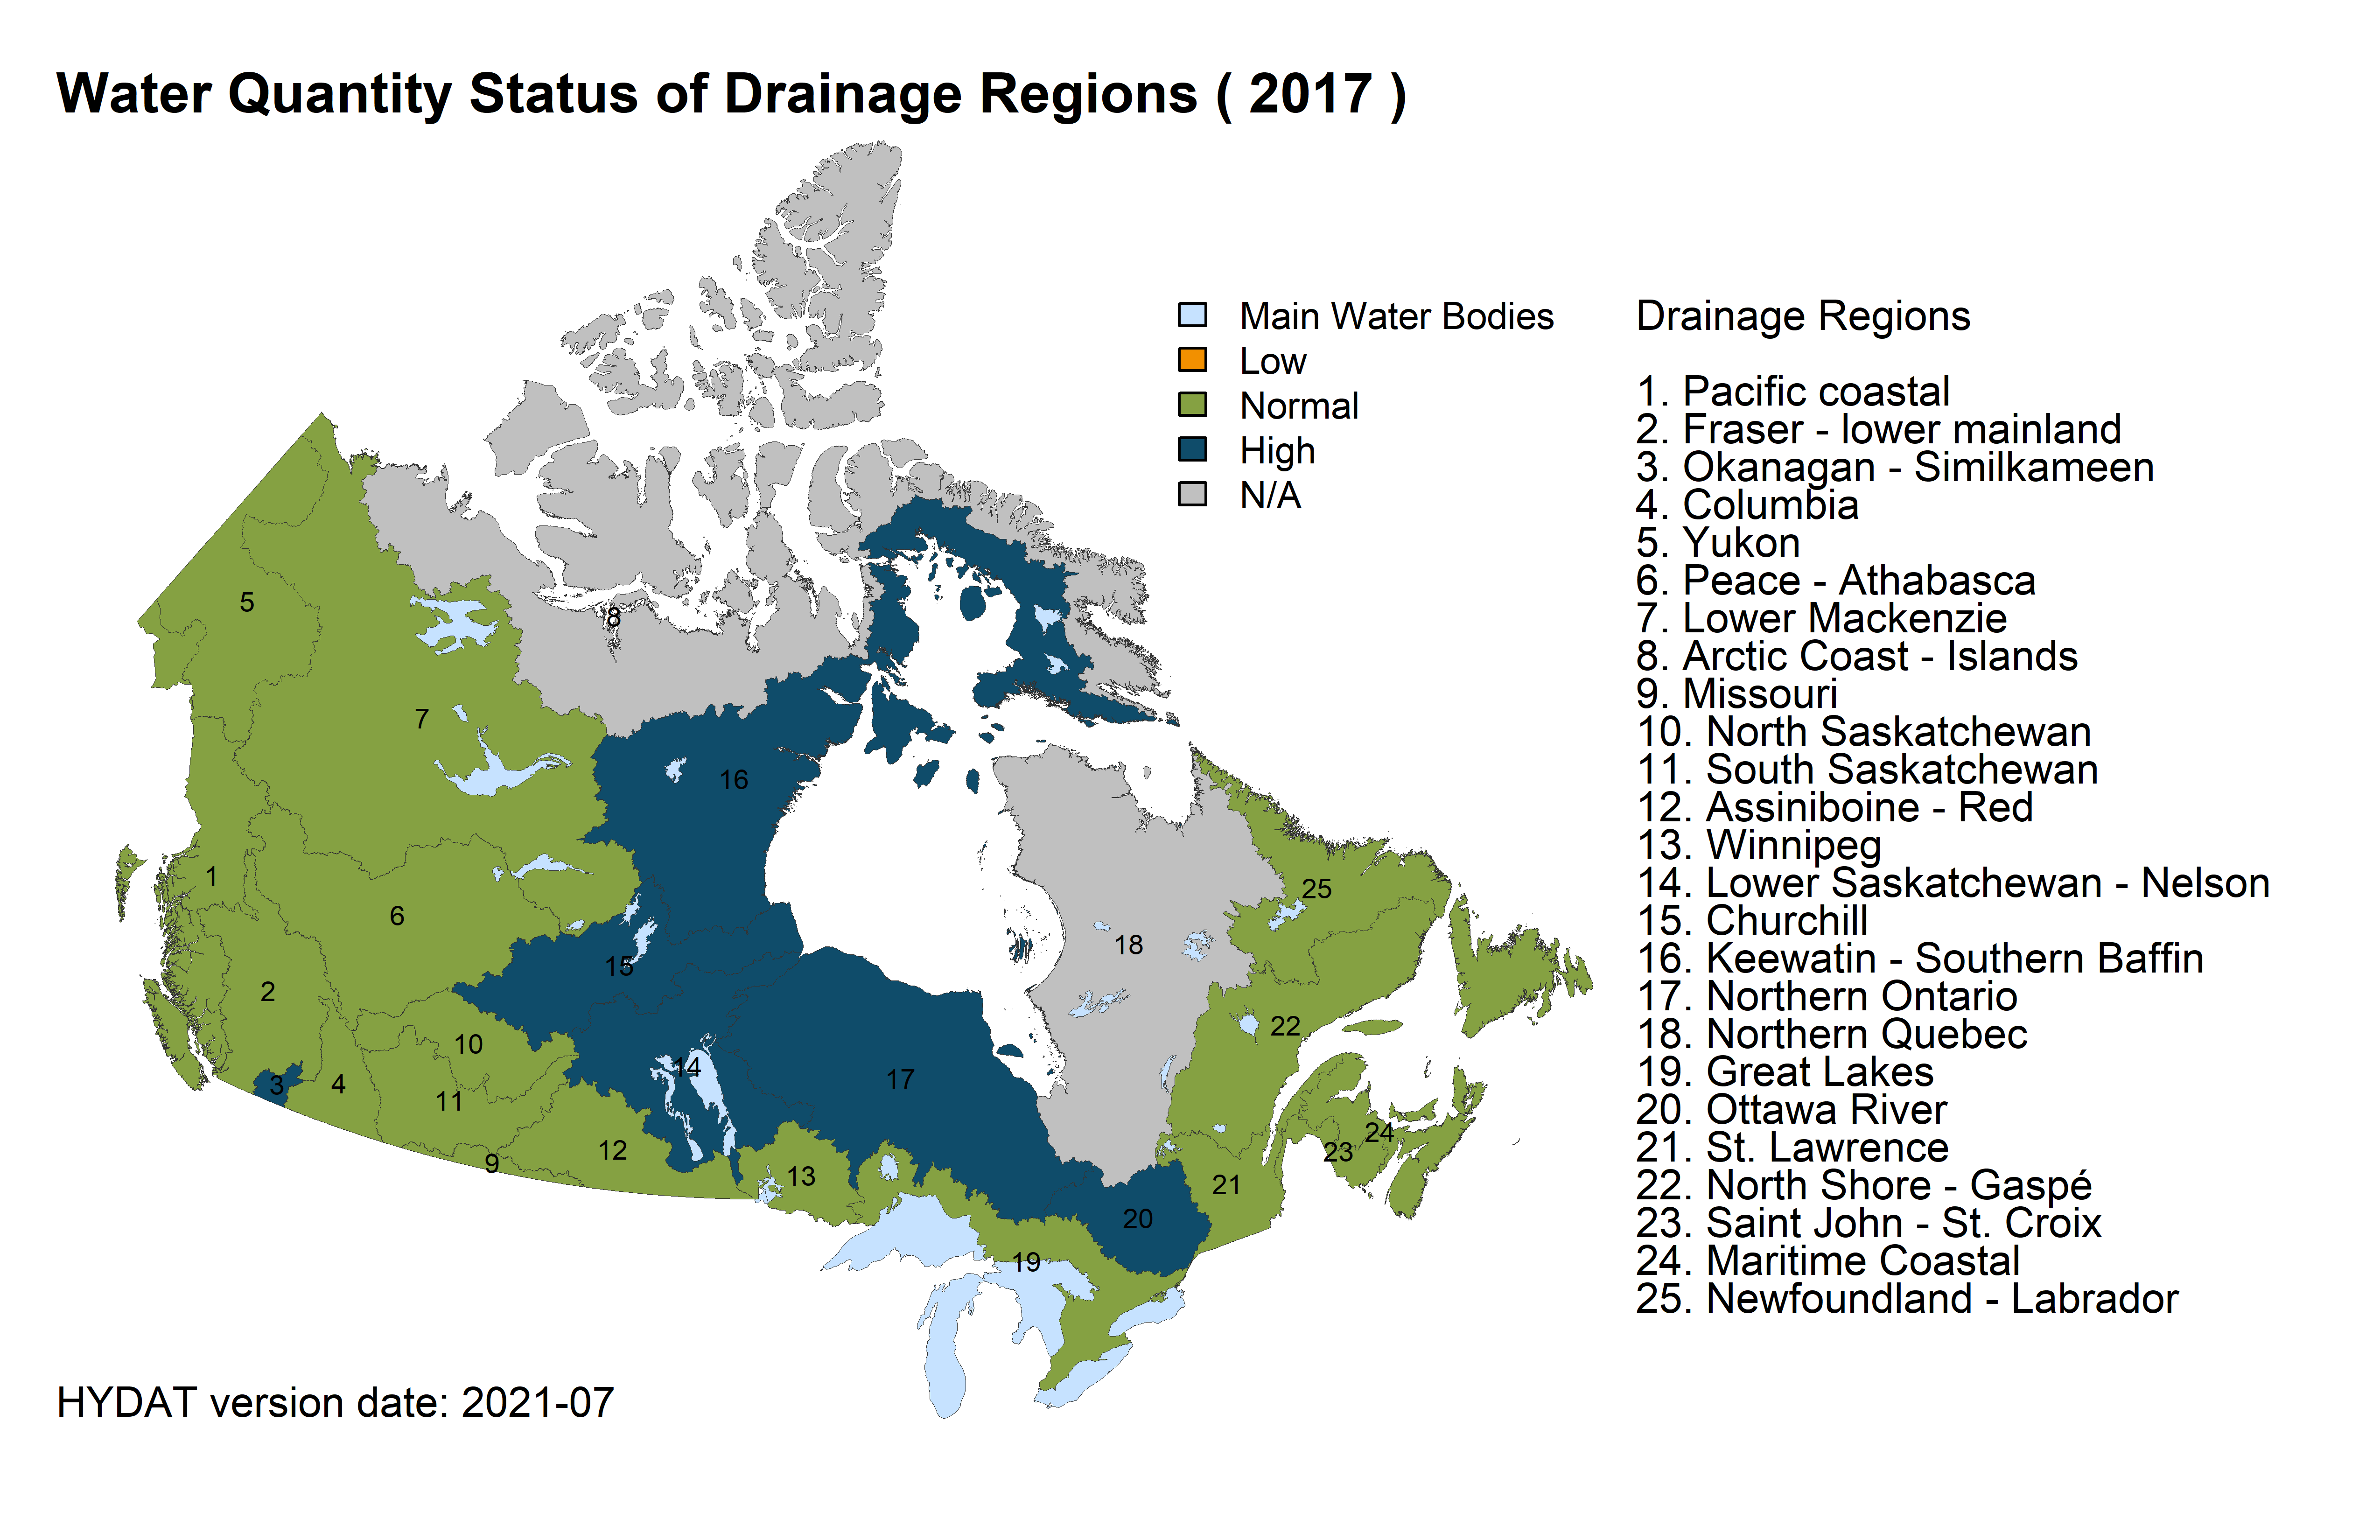 Water Quantity Status of Drainage Regions ( 2017 )
Main Water Bodies
Low
Normal
High
N/A
Drainage Regions
1. Pacific coastal
2. Fraser - lower mainland
3. Okanagan - Similkameen
4. Columbia
5. Yukon
6. Peace - Athabasca
7. Lower Mackenzie
8. Arctic Coast - Islands
9. Missouri
10. North Saskatchewan
11. South Saskatchewan
12. Assiniboine - Red
13. Winnipeg
14. Lower Saskatchewan - Nelson
15. Churchill
16. Keewatin - Southern Baffin
17. Northern Ontario
18. Northern Quebec
19. Great Lakes
20. Ottawa River
21. St. Lawrence
22. North Shore - Gaspé
23. Saint John - St. Croix
24. Maritime Coastal
25. Newfoundland - Labrador
5
8
7
16
1
6
25
18
15
2
22
10
14
3
4
11
17
12
9
13
24
23
21
20
19
HYDAT version date: 2021-07